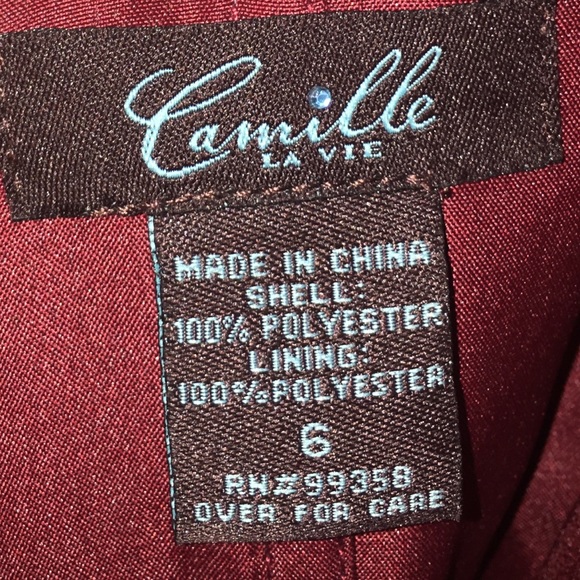 Camille
LA VIE
MADE IN CHINA
SHELL:
100% POLYESTER
LINING:
100%POLYESTER
6
RN#99358
OVER FOR CARE